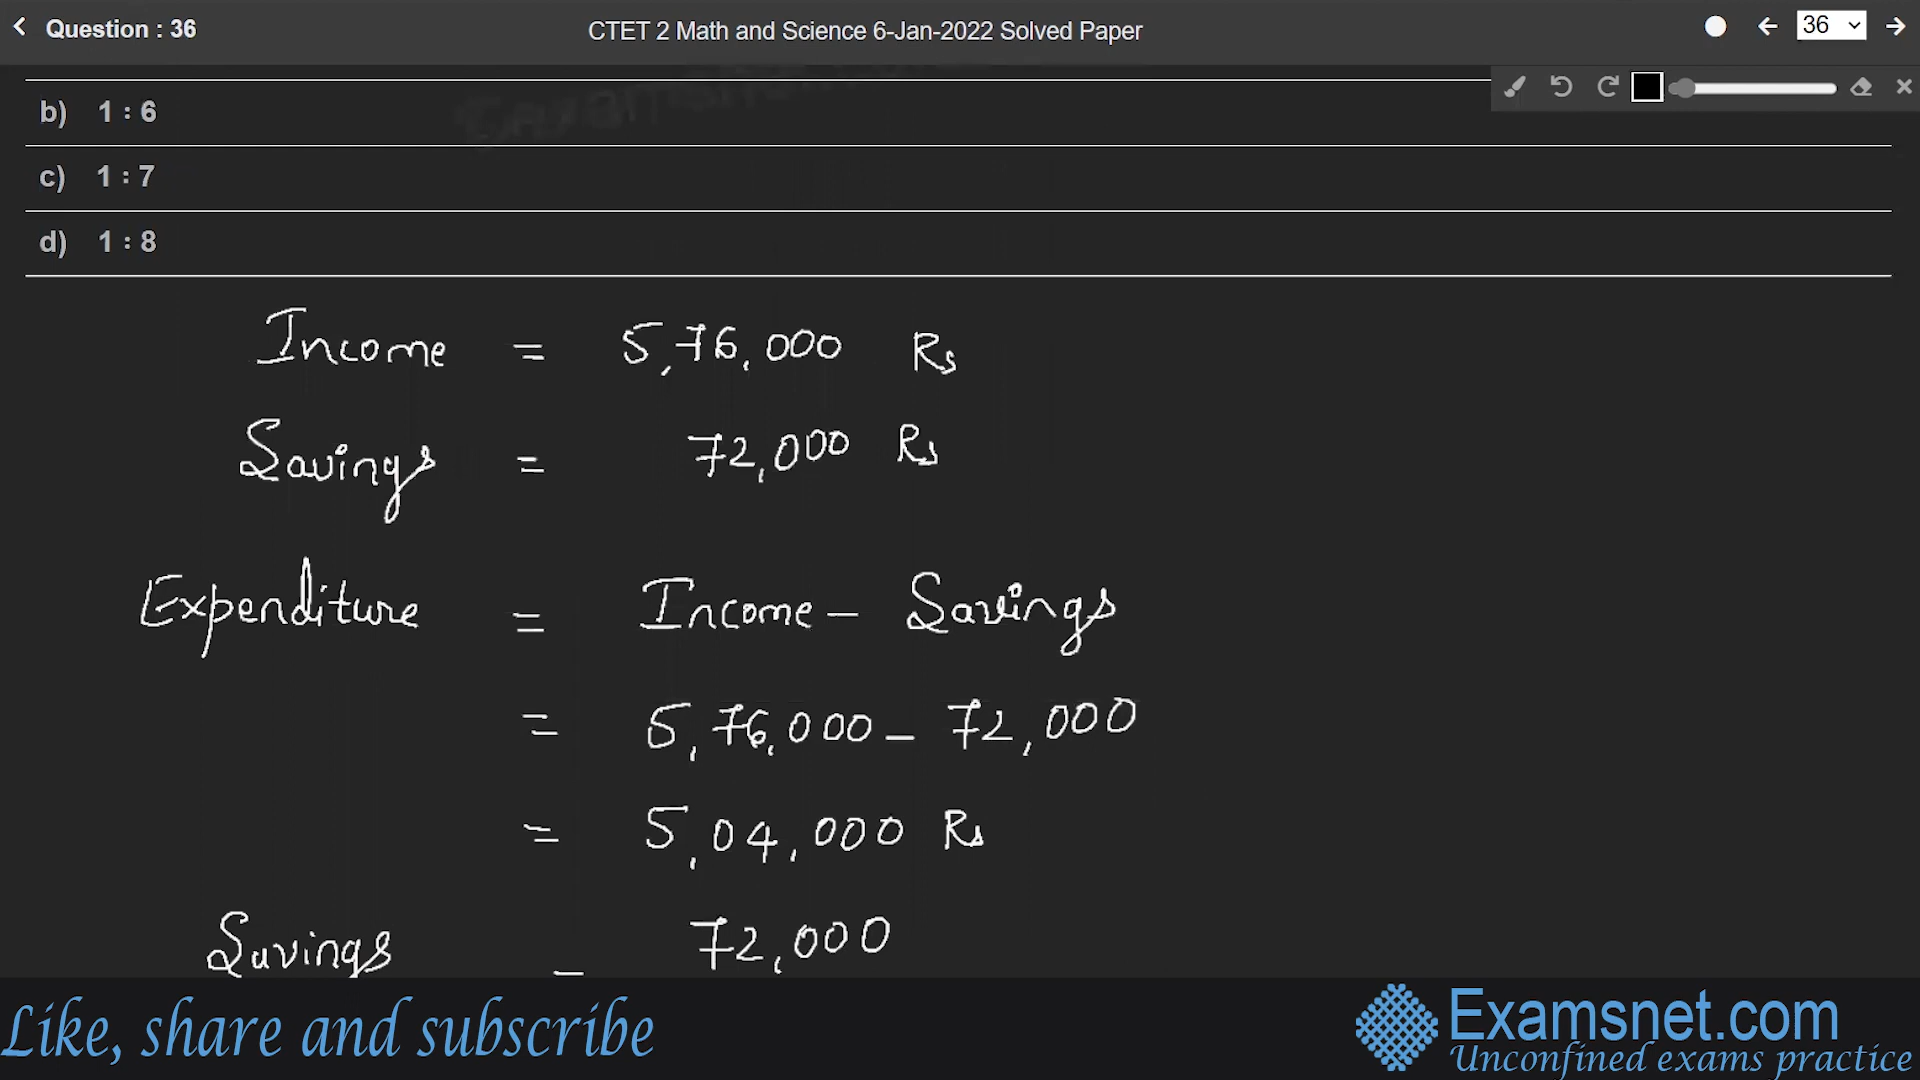 Question : 36
CTET 2 Math and Science 6-Jan-2022 Solved Paper
36
b) 1 : 6
c) 1 : 7
d) 1 : 8
Income = 5,76,000 Rs
Savings = 72,000 Rs
Expenditure = Income - Savings
= 5,76,000 - 72,000
= 5,04,000 Rs
Savings 72,000
Like, share and subscribe
Examsnet.com
Unconfined exams practice